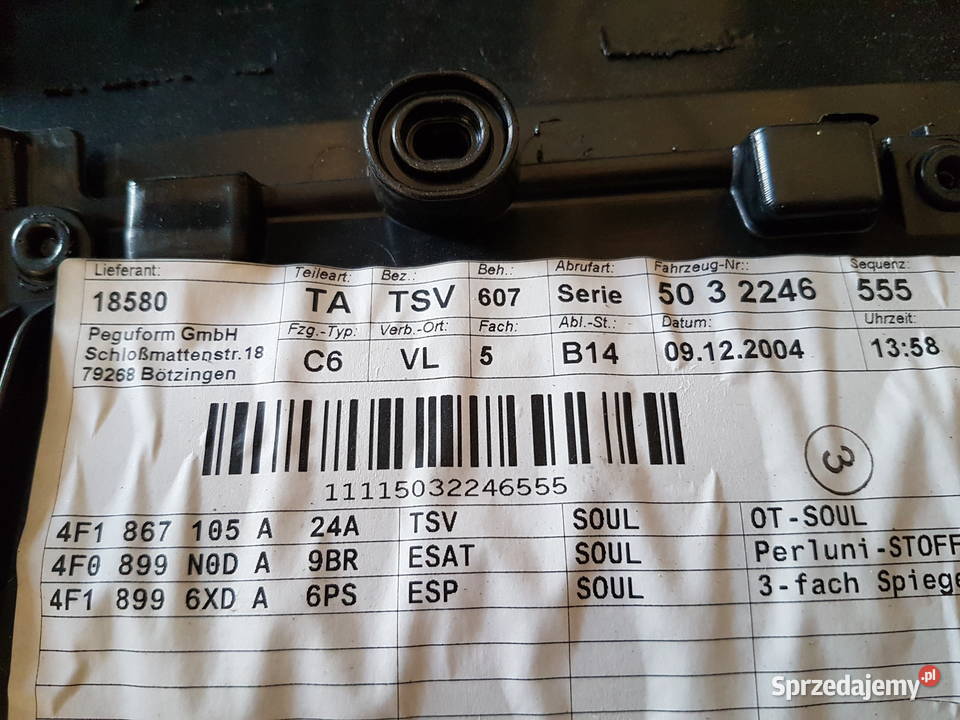 Lieferant: Teileart: Bez.: Beh.: Abrufart: Fahrzeug-Nr:: Sequenz:
18580 TA TSV 607 Serie 50 3 2246 555
Peguform GmbH Fzg.-Typ: Verb.-Ort: Fach: Abl.-St.: Datum: Uhrzeit:
Schloßmattenstr.18 C6 VL 5 B14 09.12.2004 13:58
79268 Bötzingen
3
11115032246555
4F1 867 105 A 24A TSV SOUL OT-SOUL
4F0 899 N0D A 9BR ESAT SOUL Perluni-STOFF
4F1 899 6XD A 6PS ESP SOUL 3-fach Spiege
Sprzedajemy.pl